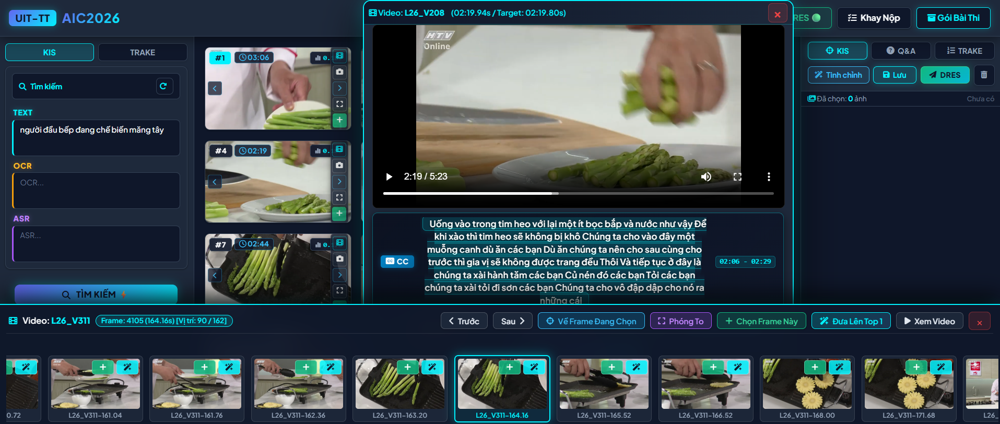 UIT-TT AIC2026
KIS TRAKE
Tìm kiếm
TEXT
người đầu bếp đang chế biến măng tây
OCR
OCR...
ASR
ASR...
TÌM KIẾM
#1 03:06 0.
#4 02:19 0.
#7 02:44 0.
Video: L26_V208 (02:19.94s / Target: 02:19.80s)
HTV
Online
2:19 / 5:23
CC
Uống vào trong tim heo với lại một ít bọc bắp và nước như vậy Để
khi xào thì tim heo sẽ không bị khô Chúng ta cho vào đây một
muỗng canh dù ăn các bạn Dù ăn chúng ta nên cho sau cùng cho
trước thì gia vị sẽ không được trang đều Thôi Và tiếp tục ở đây là
chúng ta xài hành tăm các bạn Củ nén đó các bạn Tỏi các bạn
chúng ta xài tỏi đi sơn các bạn Chúng ta cho vô đập dập cho nó ra
những cái
02:06 - 02:29
RES Khay Nộp Gói Bài Thi
KIS Q&A TRAKE
Tinh chỉnh Lưu DRES
Đã chọn: 0 ảnh Chưa có
Video: L26_V311 Frame: 4105 (164.16s) [Vị trí: 90 / 162]
Trước Sau Về Frame Đang Chọn Phóng To Chọn Frame Này Đưa Lên Top 1 Xem Video
0.72 L26_V311-161.04 L26_V311-161.76 L26_V311-162.36 L26_V311-163.20 L26_V311-164.16 L26_V311-165.52 L26_V311-166.52 L26_V311-168.00 L26_V311-171.68 L26_